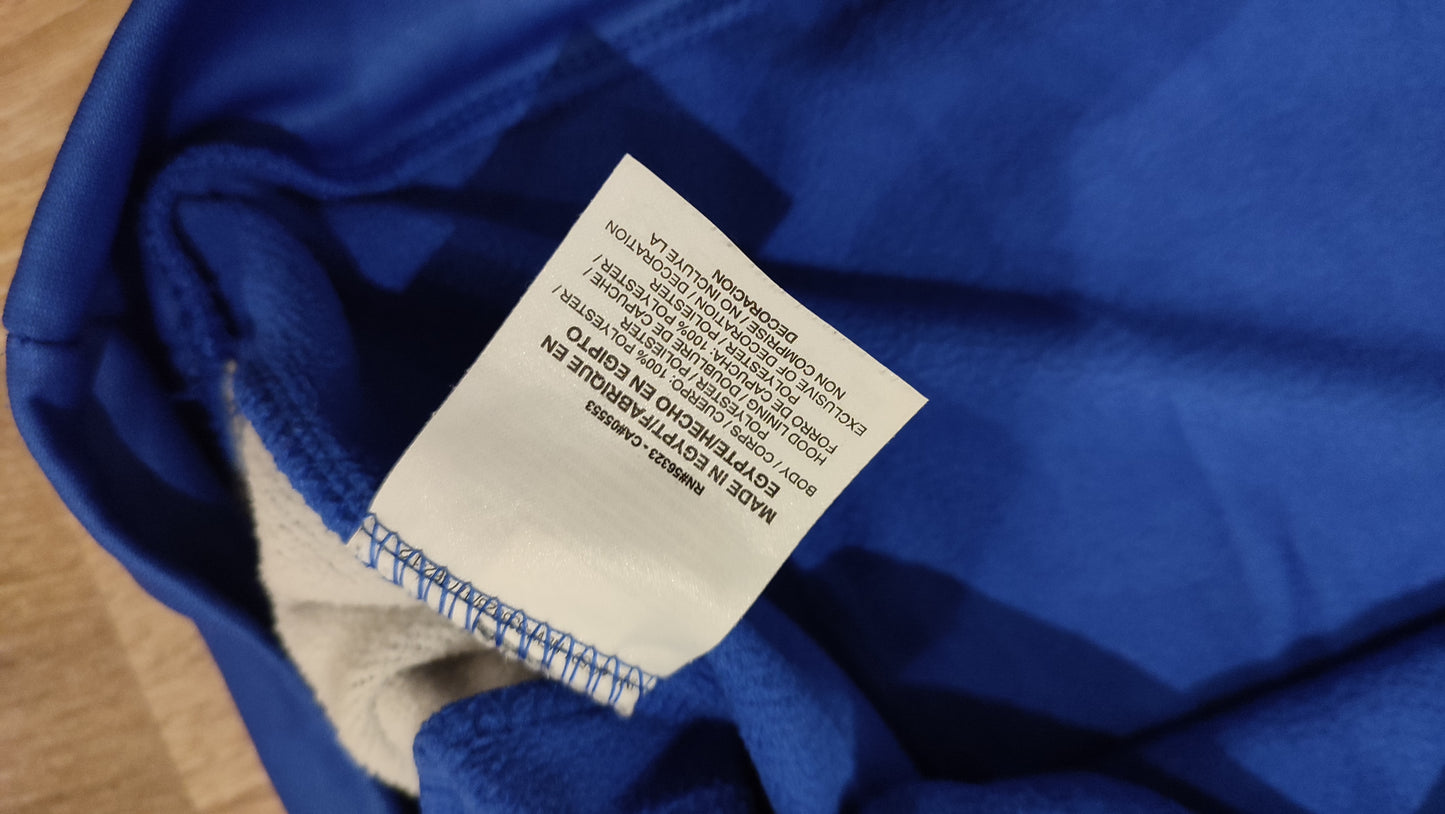 RN#56323 - CA#05553
MADE IN EGYPT/FABRIQUE EN
EGYPTE/HECHO EN EGIPTO
BODY / CORPS / CUERPO: 100% POLYESTER/
POLYESTER / POLIESTER
HOOD LINING / DOUBLURE DE CAPUCHE /
FORRO DE CAPUCHA: 100% POLYESTER /
POLYESTER / POLIESTER
EXCLUSIVE OF DECORATION / DECORATION
NON COMPRISE / NO INCLUYE LA
DECORACION